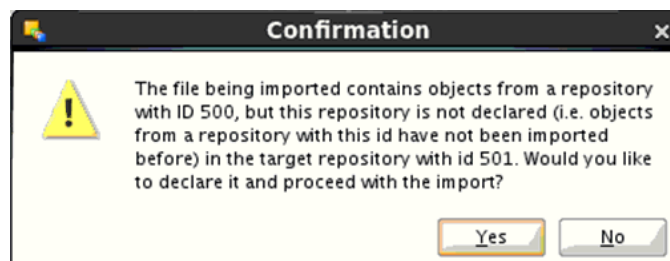 Confirmation
The file being imported contains objects from a repository
with ID 500, but this repository is not declared (i.e. objects
from a repository with this id have not been imported
before) in the target repository with id 501. Would you like
to declare it and proceed with the import?
Yes No